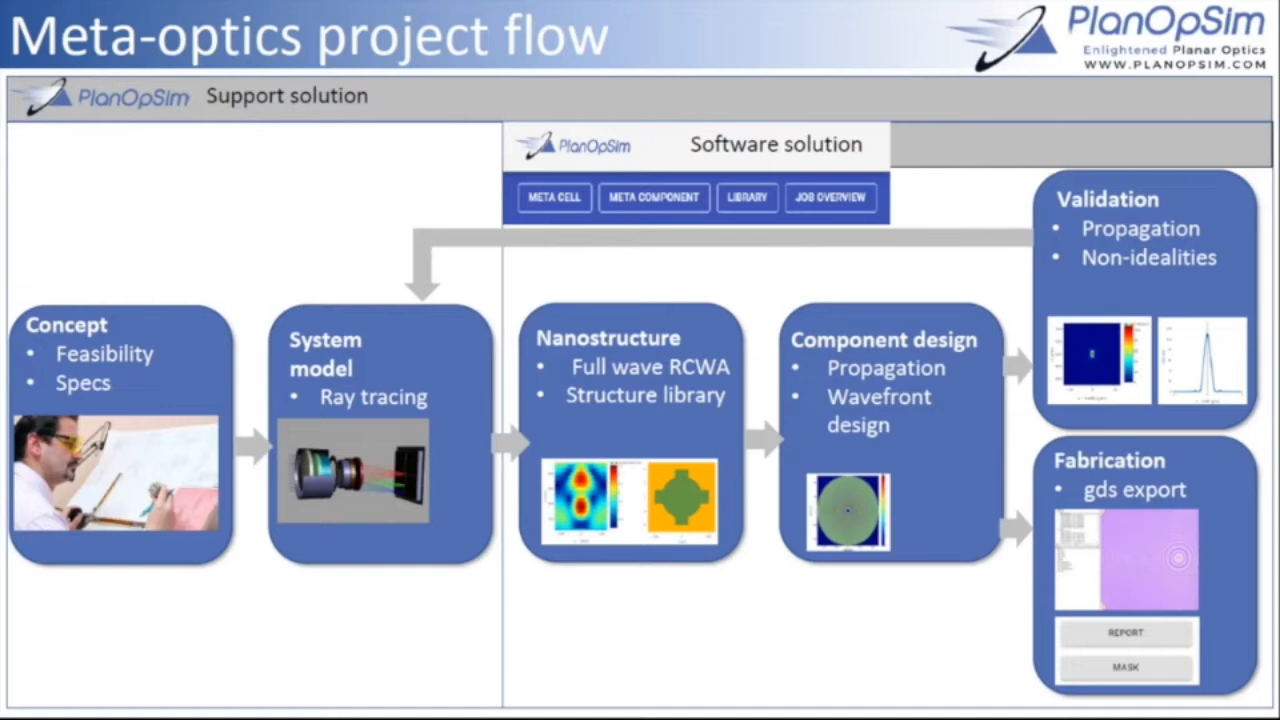 Meta-optics project flow
PlanOpSim
Enlightened Planar Optics
WWW.PLANOPSIM.COM
PlanOpSim Support solution
PlanOpSim Software solution
META CELL META COMPONENT LIBRARY JOB OVERVIEW
Validation
• Propagation
• Non-idealities
Concept
• Feasibility
• Specs
System
model
• Ray tracing
Nanostructure
• Full wave RCWA
• Structure library
Component design
• Propagation
• Wavefront
design
Fabrication
• gds export
REPORT
MASK